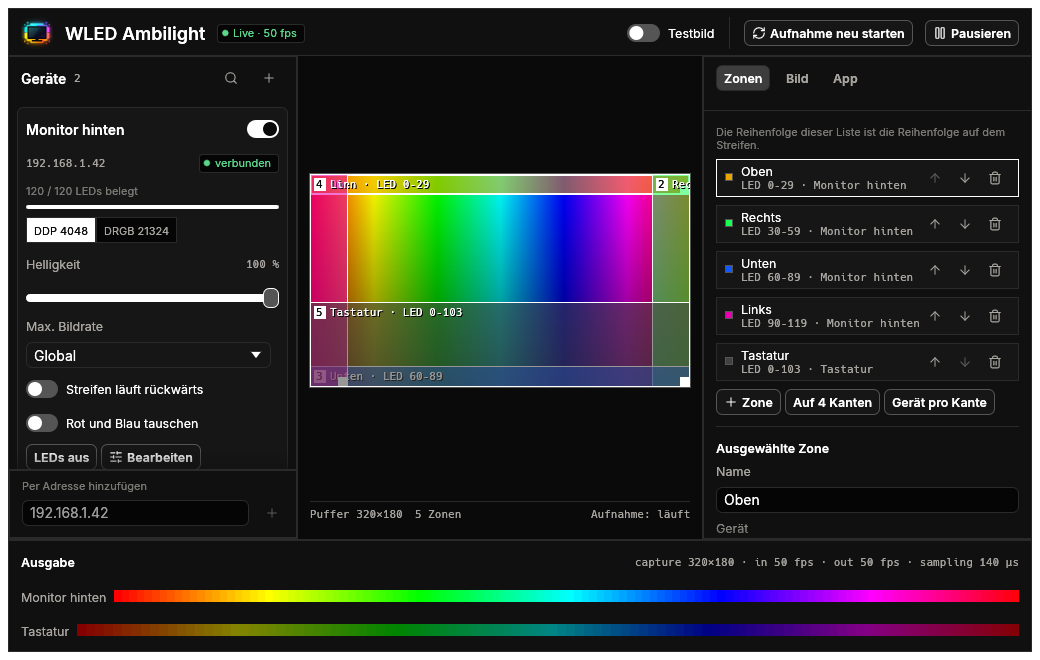 WLED Ambilight
Live · 50 fps
Testbild
Aufnahme neu starten
Pausieren
Geräte 2
Monitor hinten
192.168.1.42
verbunden
120 / 120 LEDs belegt
DDP 4048
DRGB 21324
Helligkeit
100 %
Max. Bildrate
Global
Streifen läuft rückwärts
Rot und Blau tauschen
LEDs aus
Bearbeiten
Per Adresse hinzufügen
192.168.1.42
4
LED 0-29
2 Rec
5 Tastatur · LED 0-103
3 Unten · LED 60-89
Puffer 320×180 5 Zonen
Aufnahme: läuft
Zonen
Bild
App
Die Reihenfolge dieser Liste ist die Reihenfolge auf dem
Streifen.
Oben
LED 0-29 · Monitor hinten
Rechts
LED 30-59 · Monitor hinten
Unten
LED 60-89 · Monitor hinten
Links
LED 90-119 · Monitor hinten
Tastatur
LED 0-103 · Tastatur
Zone
Auf 4 Kanten
Gerät pro Kante
Ausgewählte Zone
Name
Oben
Gerät
Ausgabe
capture 320×180 · in 50 fps · out 50 fps · sampling 140 µs
Monitor hinten
Tastatur